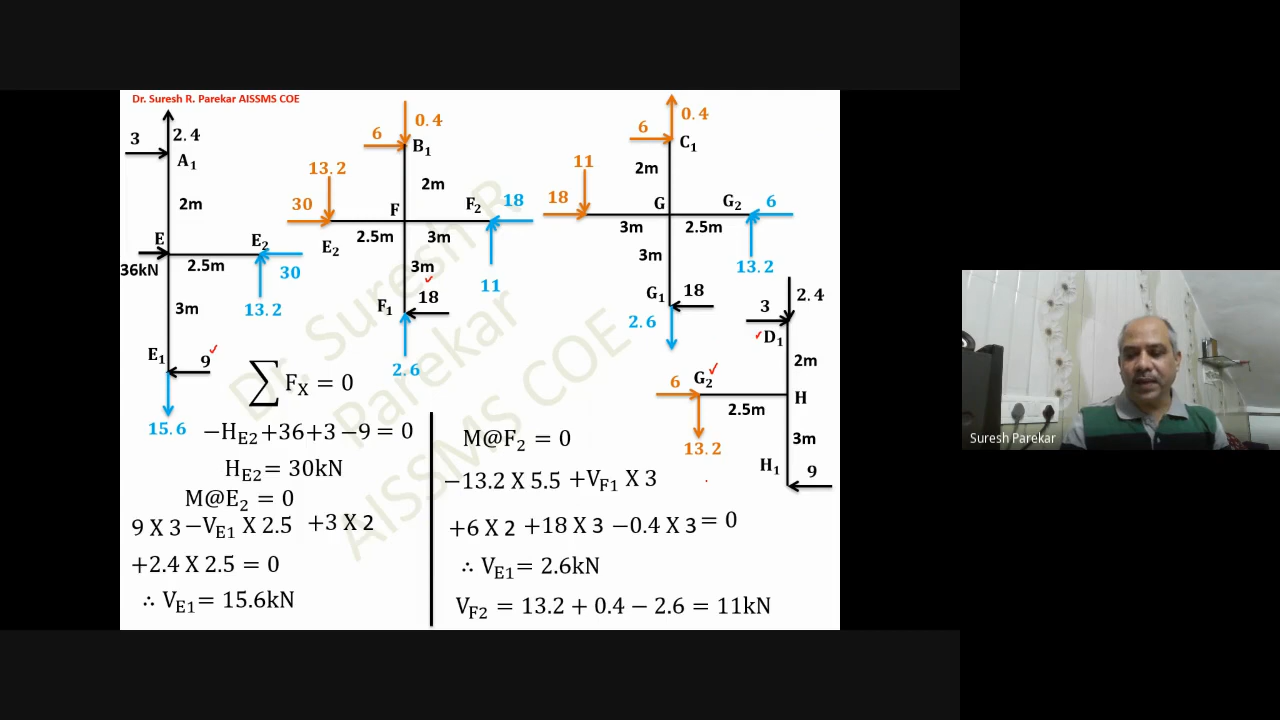 Dr. Suresh R. Parekar AISSMS COE
3
2.4
A1
2m
E
E2
36kN
2.5m
30
13.2
3m
E1
9
15.6
0.4
6
B1
13.2
2m
30
F
F2
18
E2
2.5m
3m
3m
11
F1
18
2.6
0.4
6
C1
11
2m
18
G
G2
6
3m
2.5m
3m
13.2
G1
18
2.6
3
2.4
D1
2m
G2
6
H
2.5m
13.2
3m
H1
9
∑ FX = 0
−HE2+36+3−9 = 0
HE2= 30kN
M@E2 = 0
9 X 3−VE1 X 2.5 +3 X 2
+2.4 X 2.5 = 0
∴ VE1= 15.6kN
M@F2 = 0
−13.2 X 5.5 +VF1 X 3
+6 X 2 +18 X 3 −0.4 X 3 = 0
∴ VE1= 2.6kN
VF2 = 13.2 + 0.4 − 2.6 = 11kN
Dr. Suresh R
Parekar
AISSMS COE
Suresh Parekar